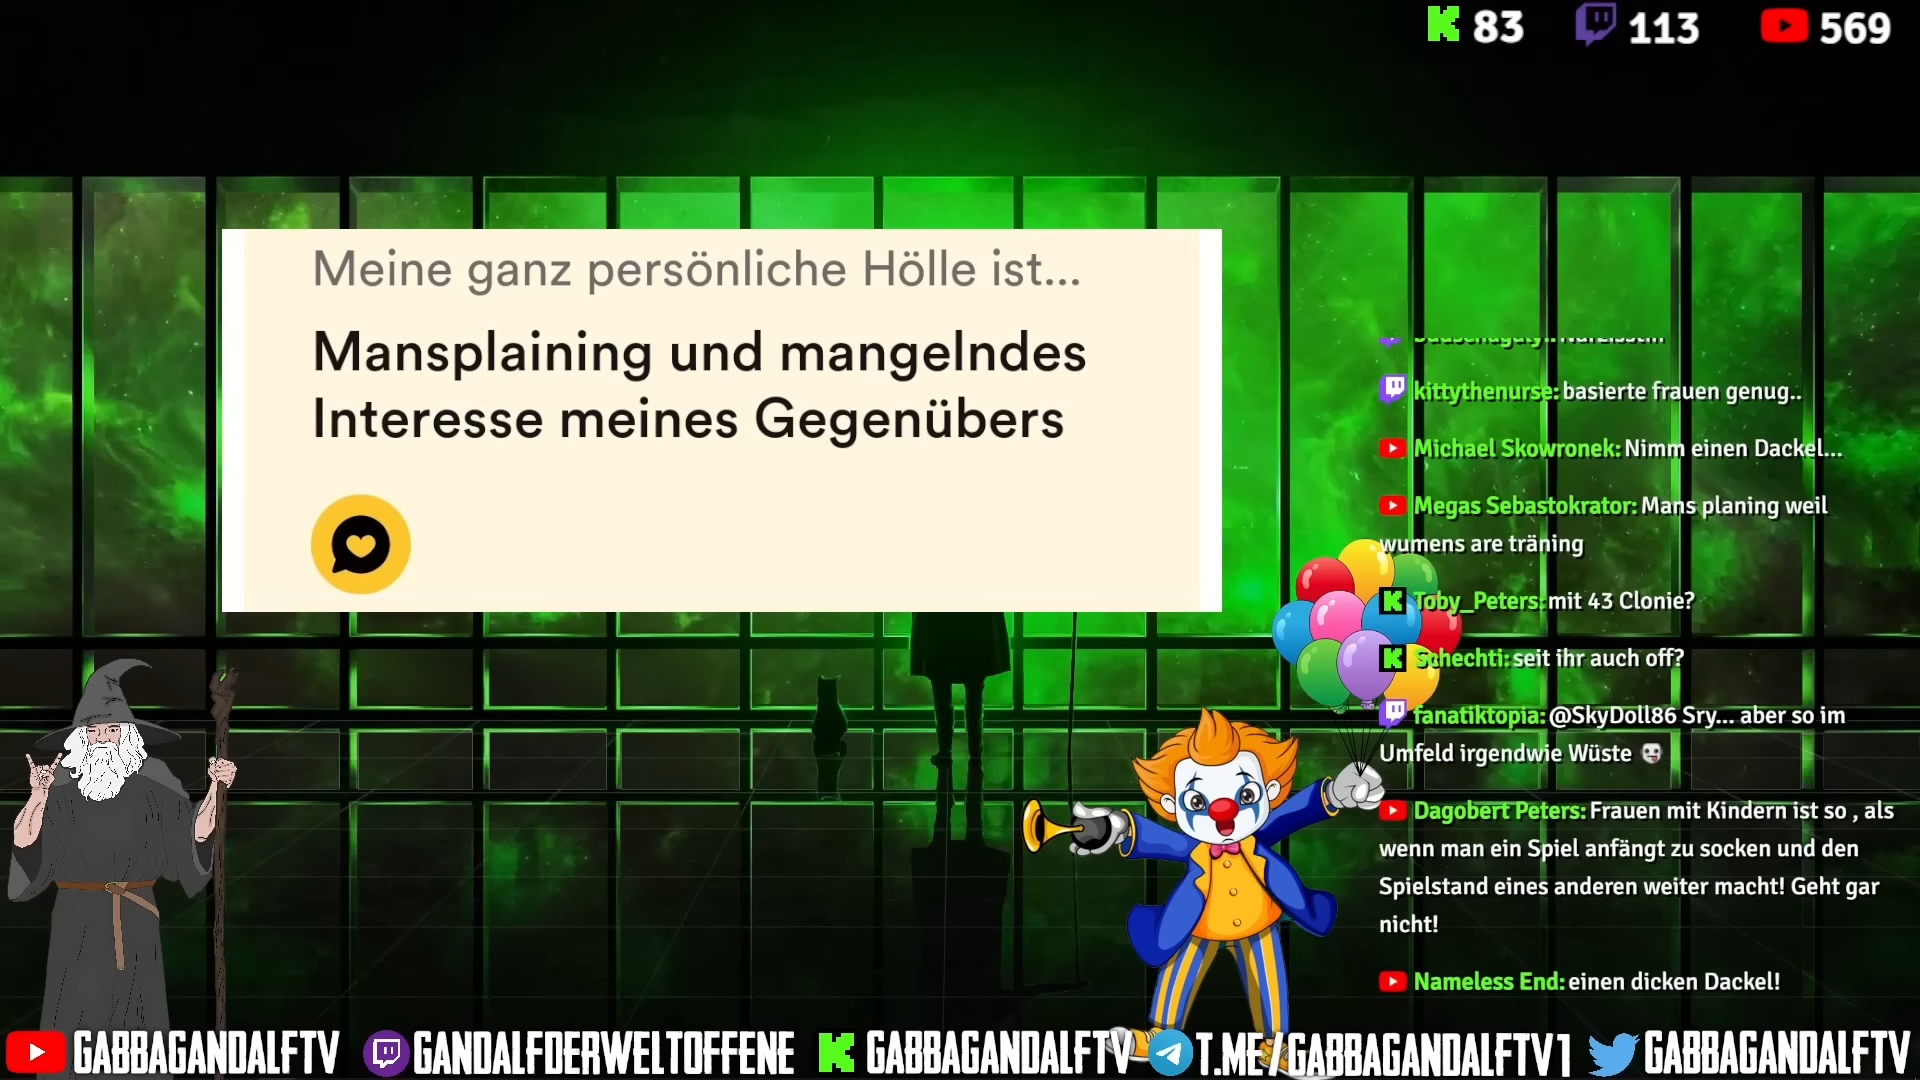 83 113 569
Meine ganz persönliche Hölle ist...
Mansplaining und mangelndes
Interesse meines Gegenübers
kittythenurse: basierte frauen genug..
Michael Skowronek: Nimm einen Dackel...
Megas Sebastokrator: Mans planing weil
wumens are träning
Toby_Peters: mit 43 Clonie?
Schechti: seit ihr auch off?
fanatiktopia: @SkyDoll86 Sry... aber so im
Umfeld irgendwie Wüste
Dagobert Peters: Frauen mit Kindern ist so , als
wenn man ein Spiel anfängt zu socken und den
Spielstand eines anderen weiter macht! Geht gar
nicht!
Nameless End: einen dicken Dackel!
GABBAGANDALFTV GANDALFDERWELTOFFENE GABBAGANDALFTV T.ME/GABBAGANDALFTV1 GABBAGANDALFTV